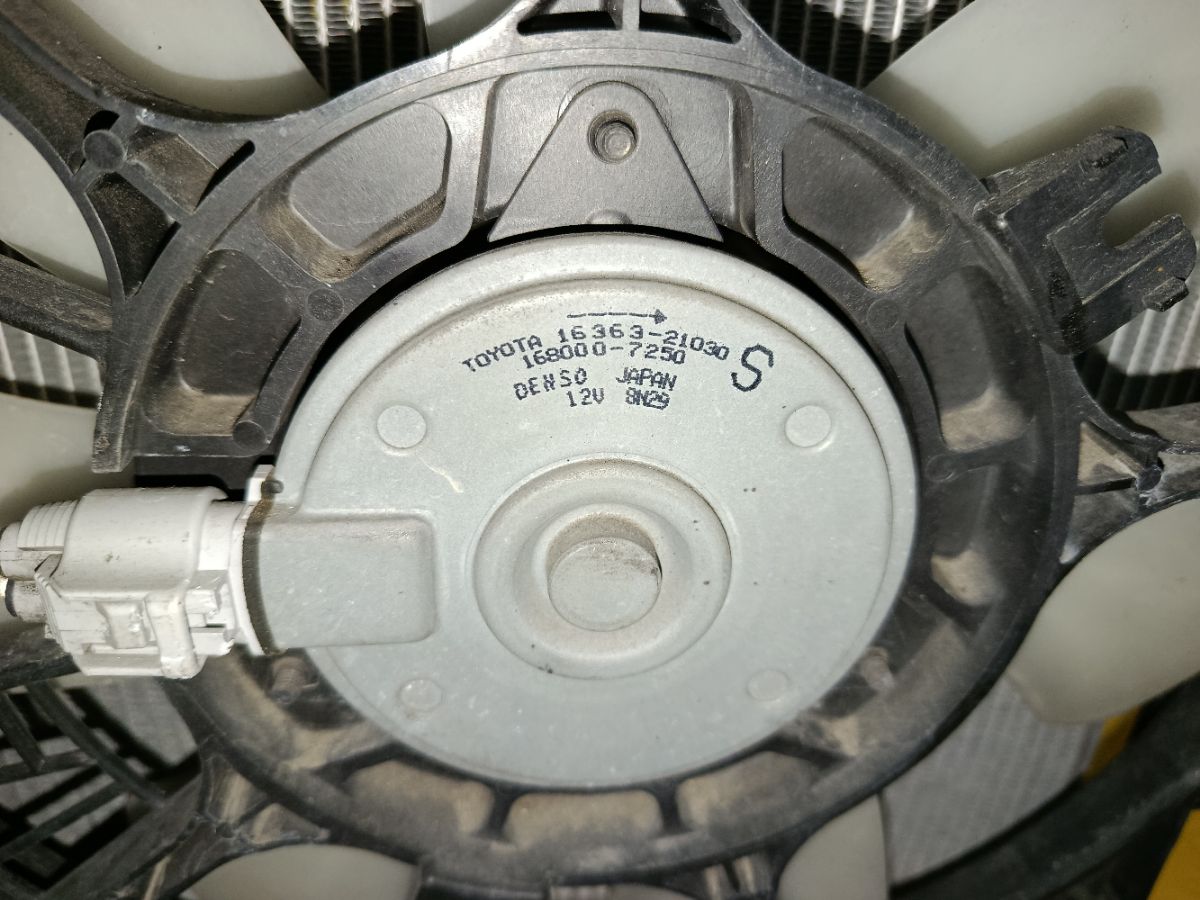 TOYOTA 16363-21030
168000-7250 S
DENSO JAPAN
12V 8N29